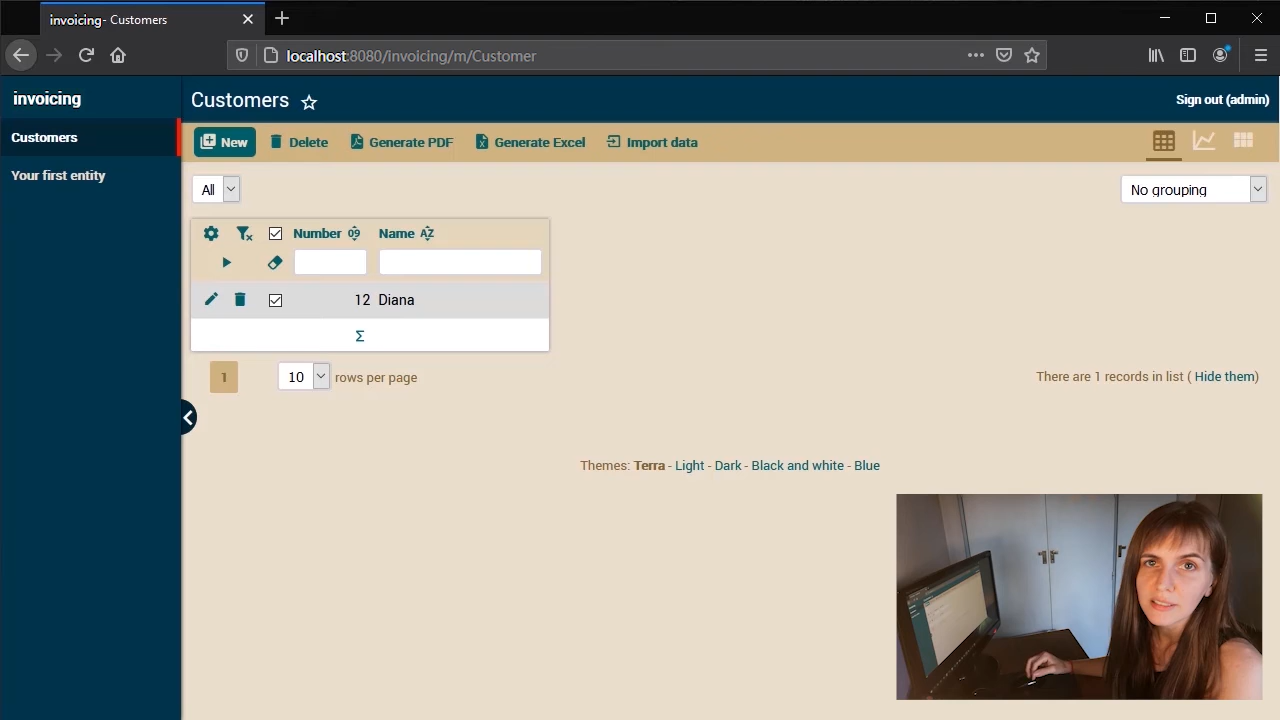 invoicing- Customers
localhost:8080/invoicing/m/Customer
invoicing
Customers
Your first entity
Customers
Sign out (admin)
New Delete Generate PDF Generate Excel Import data
All
No grouping
Number 09 Name AZ
12 Diana
Σ
1 10 rows per page
There are 1 records in list ( Hide them)
Themes: Terra - Light - Dark - Black and white - Blue